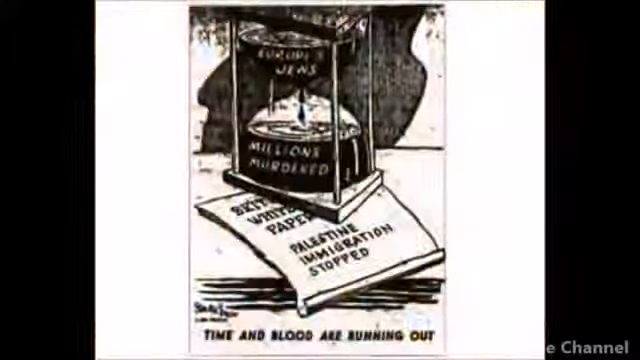 EUROPE'S
JEWS
MILLIONS
MURDERED
BRITISH
WHITE
PAPER
PALESTINE
IMMIGRATION
STOPPED
TIME AND BLOOD ARE RUNNING OUT
e Channel